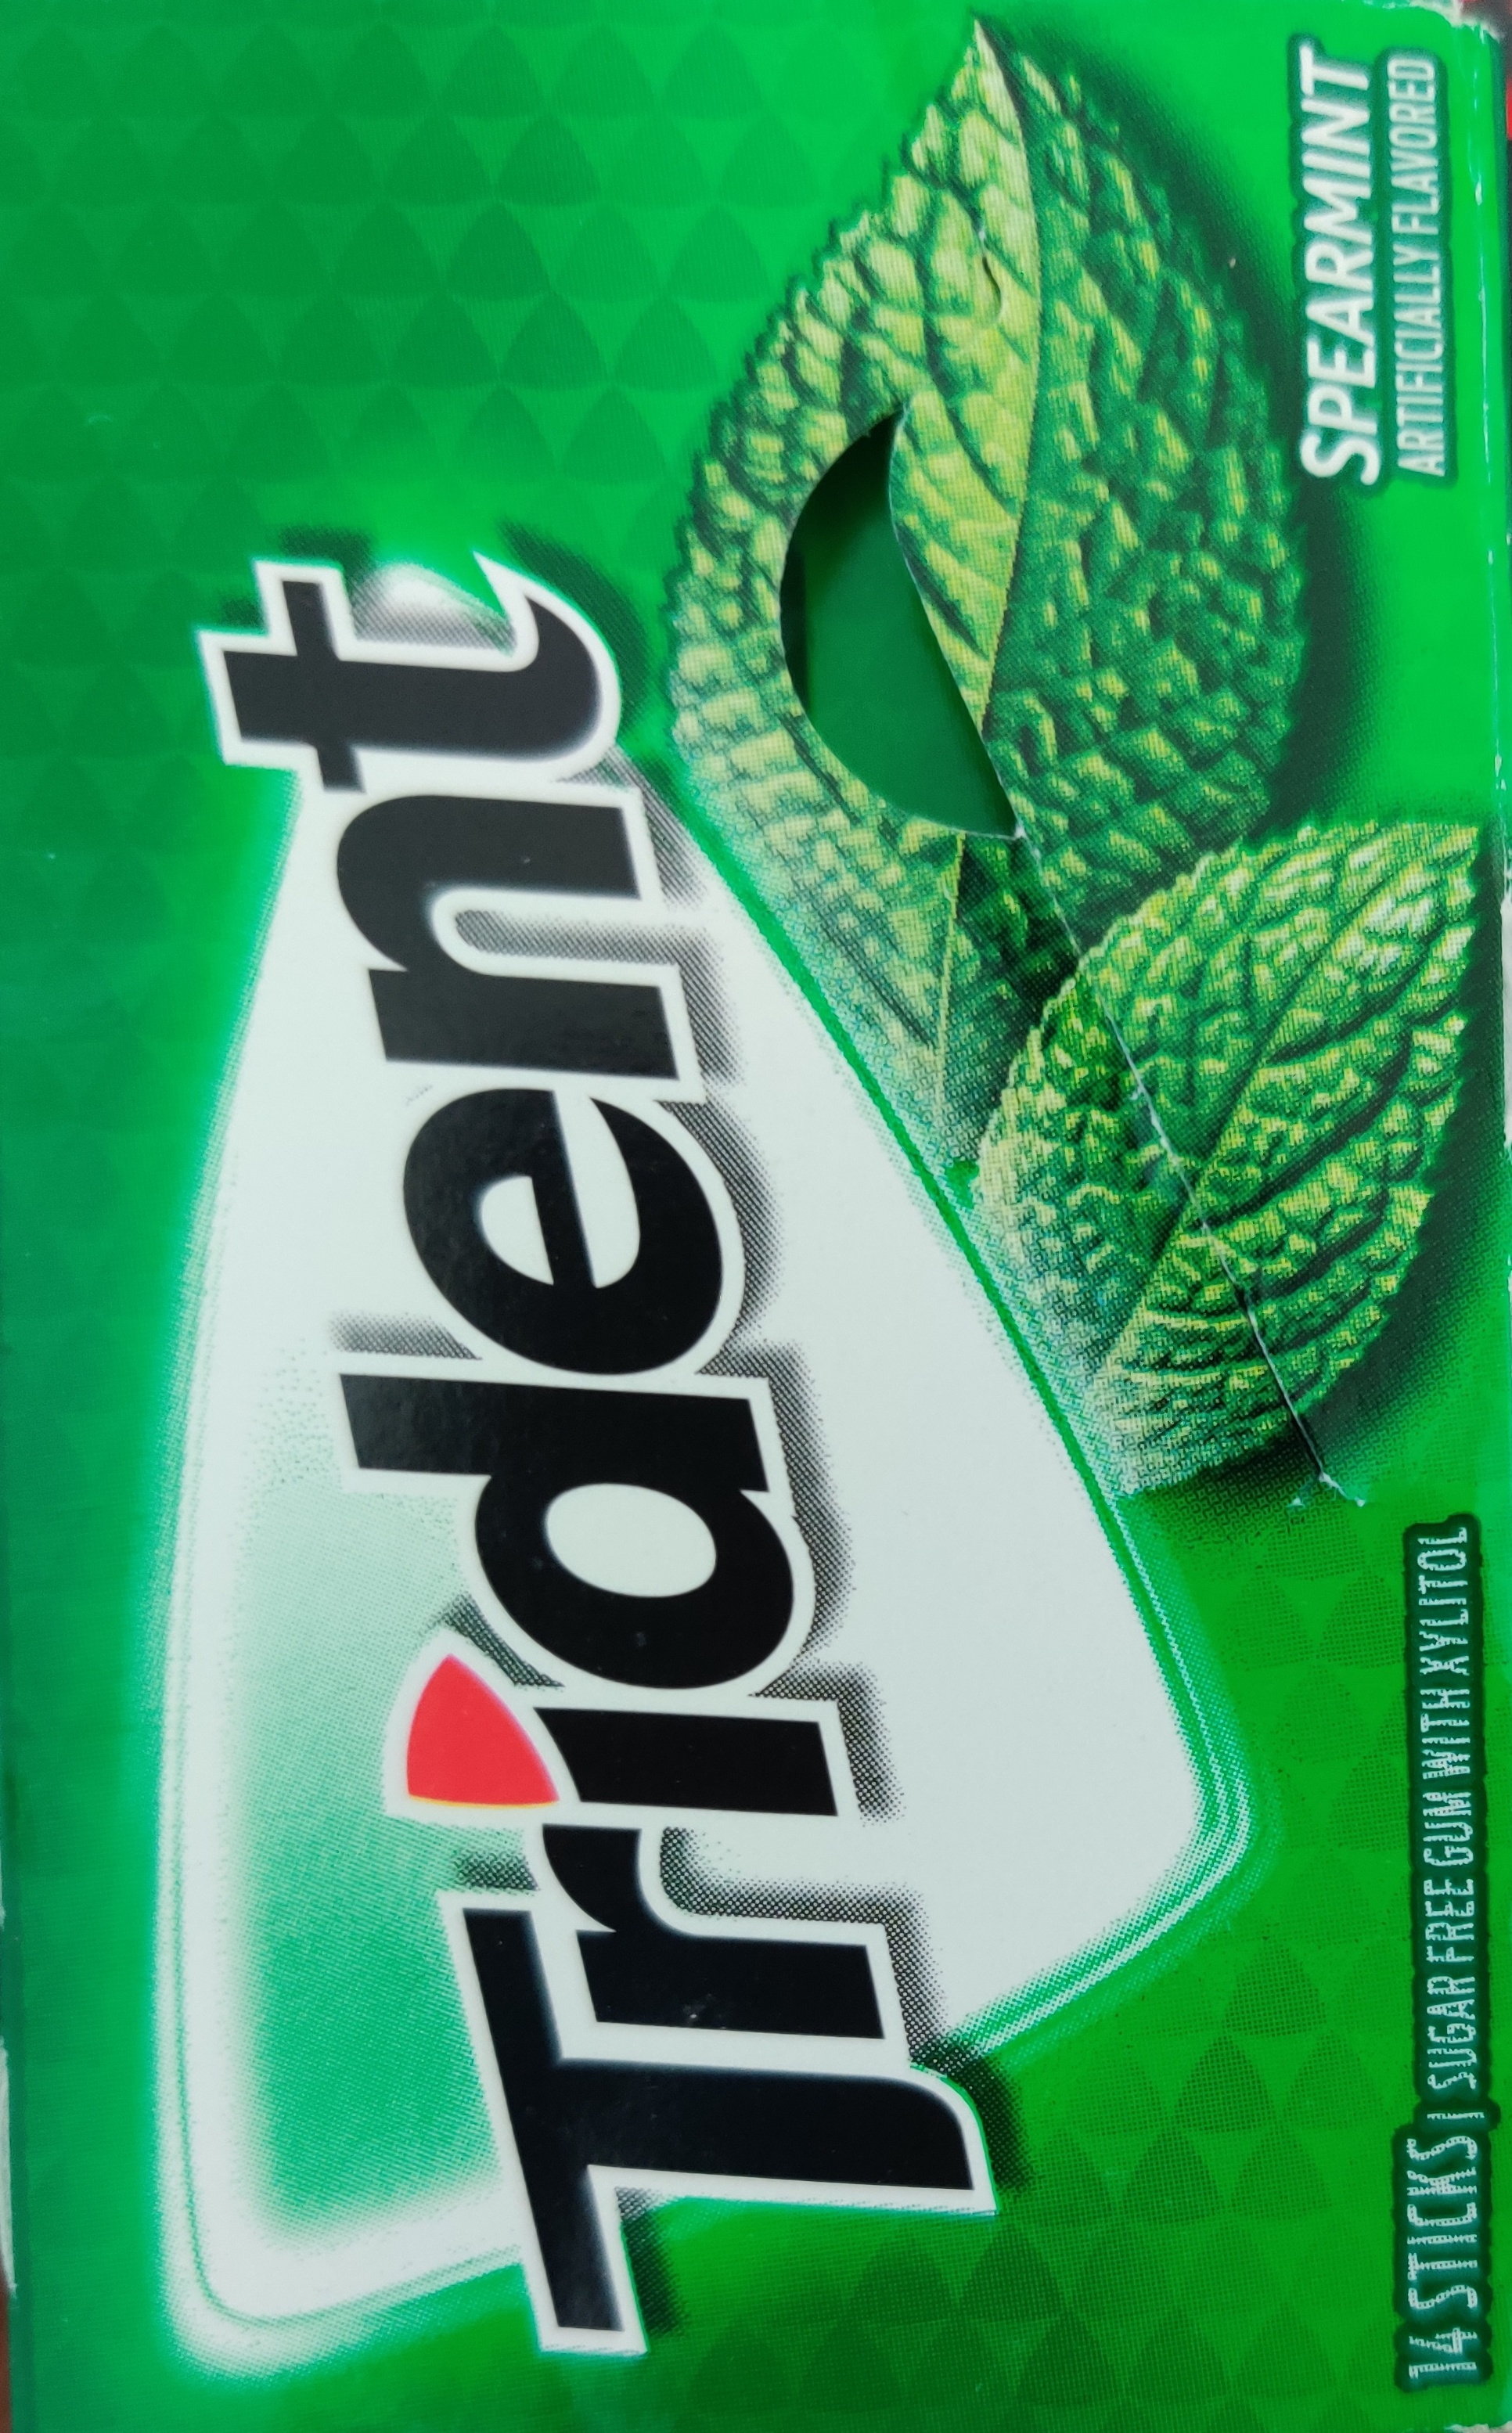 Trident
SPEARMINT
ARTIFICIALLY FLAVORED
14 STICKS | SUGAR FREE GUM WITH XYLITOL